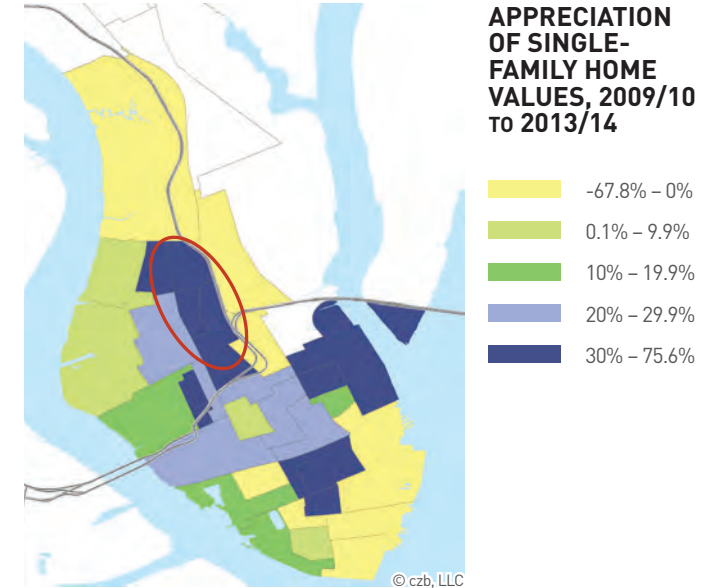 APPRECIATION
OF SINGLE-
FAMILY HOME
VALUES, 2009/10
TO 2013/14
-67.8% – 0%
0.1% – 9.9%
10% – 19.9%
20% – 29.9%
30% – 75.6%
© czb, LLC